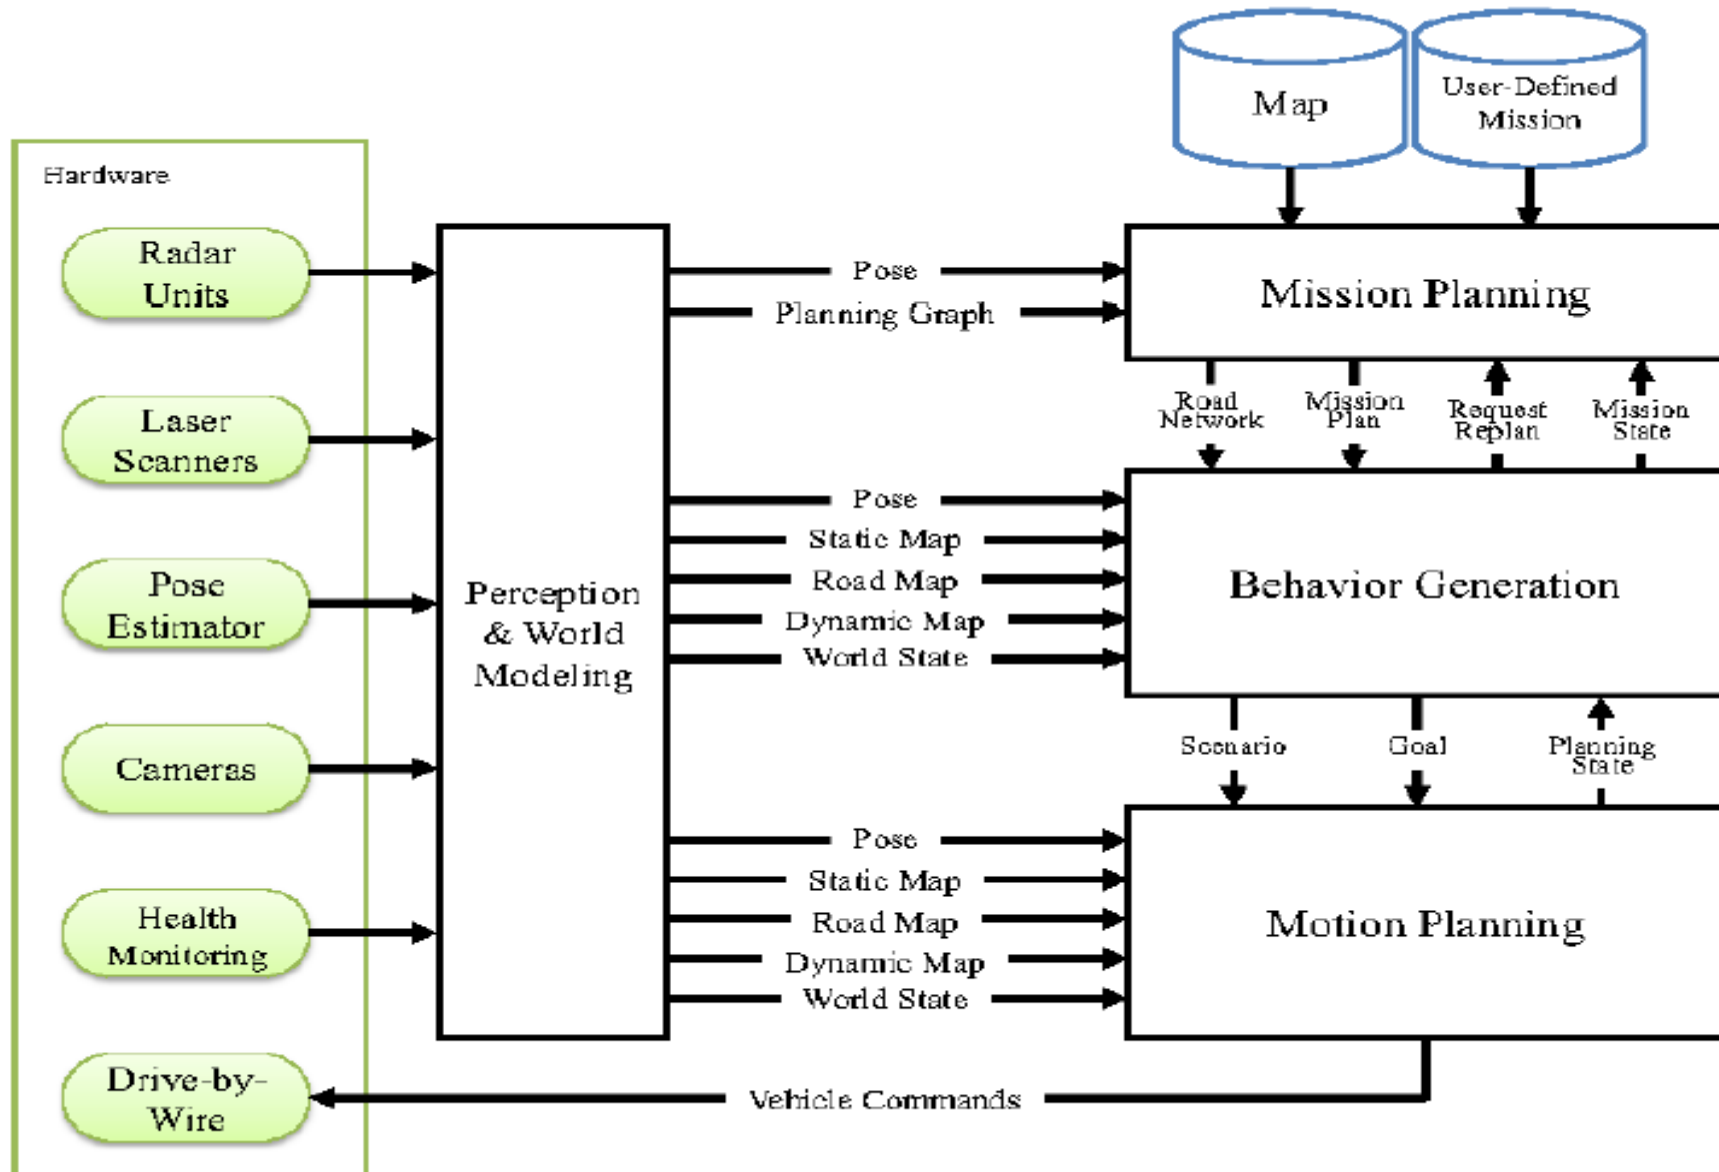 Map
User-Defined
Mission
Hardware
Radar
Units
Laser
Scanners
Pose
Estimator
Cameras
Health
Monitoring
Drive-by-
Wire
Perception
& World
Modeling
Pose
Planning Graph
Mission Planning
Road
Network
Mission
Plan
Request
Replan
Mission
State
Pose
Static Map
Road Map
Dynamic Map
World State
Behavior Generation
Scenario
Goal
Planning
State
Pose
Static Map
Road Map
Dynamic Map
World State
Motion Planning
Vehicle Commands